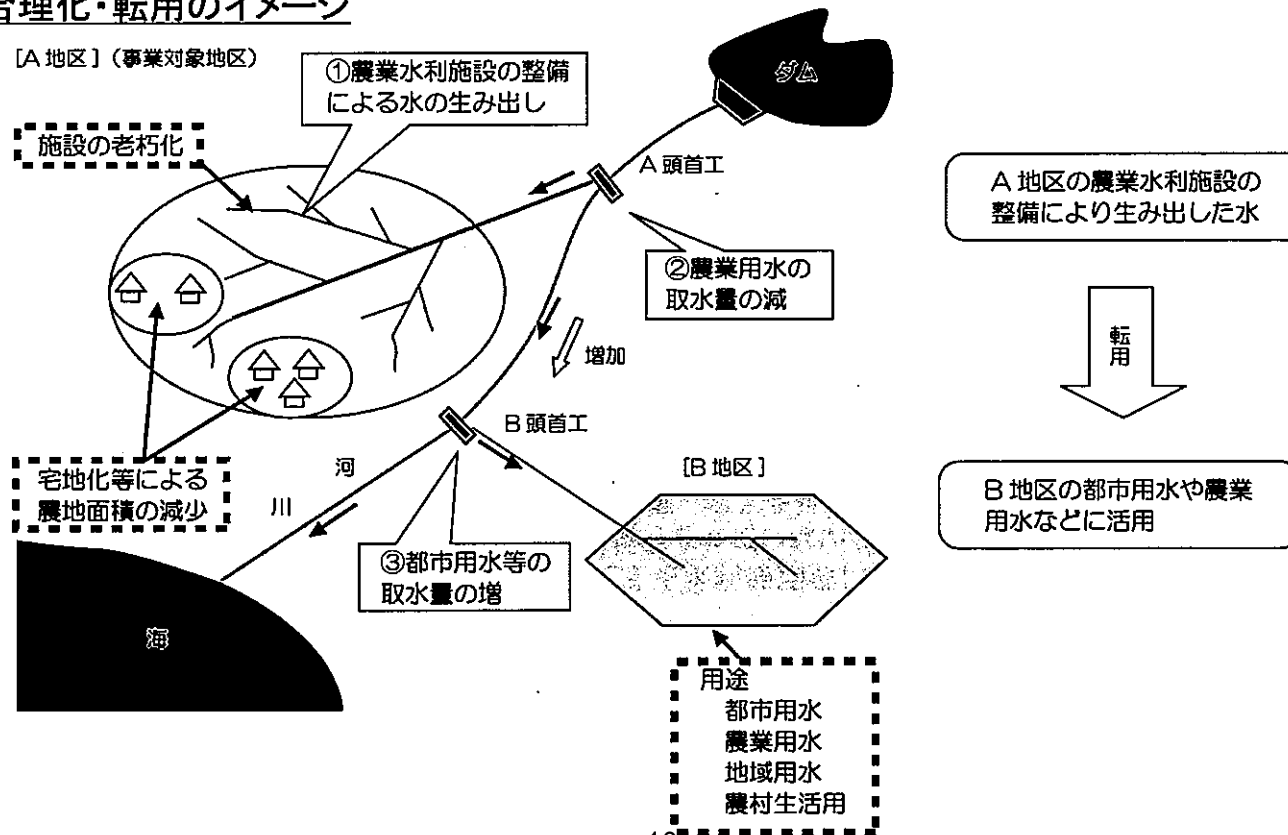 合理化・転用のイメージ
[A 地区] (事業対象地区)
①農業水利施設の整備
による水の生み出し
ダム
施設の老朽化
A 頭首工
A 地区の農業水利施設の
整備により生み出した水
②農業用水の
取水量の減
転用
増加
B 頭首工
宅地化等による
農地面積の減少
河
川
[B 地区]
B 地区の都市用水や農業
用水などに活用
③都市用水等の
取水量の増
海
用途
都市用水
農業用水
地域用水
農村生活用